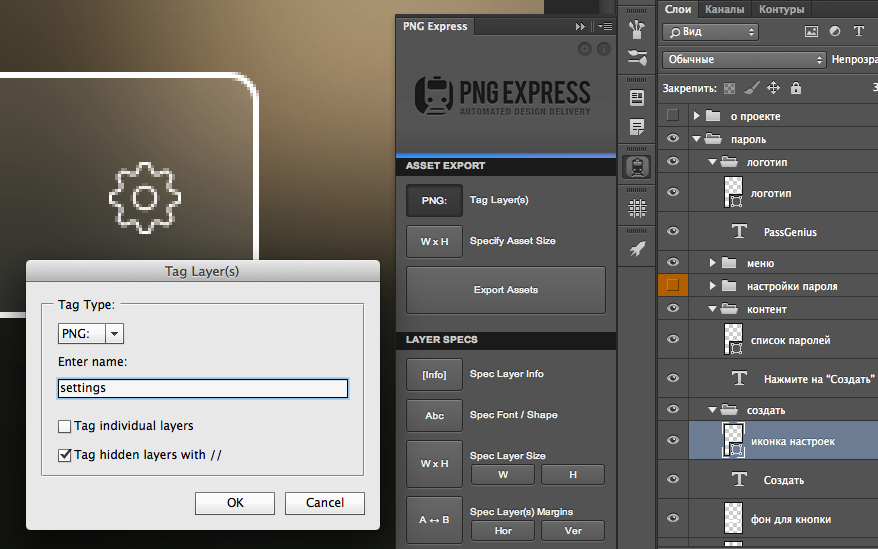 Tag Layer(s)
Tag Type:
PNG:
Enter name:
settings
Tag individual layers
Tag hidden layers with //
OK
Cancel
PNG Express
PNG EXPRESS
AUTOMATED DESIGN DELIVERY
ASSET EXPORT
PNG: Tag Layer(s)
W x H Specify Asset Size
Export Assets
LAYER SPECS
[Info] Spec Layer Info
Abc Spec Font / Shape
W x H Spec Layer Size
W H
A ↔ B Spec Layer(s) Margins
Hor Ver
Слои Каналы Контуры
Вид
Обычные Непрозра
Закрепить: З
о проекте
пароль
логотип
логотип
PassGenius
меню
настройки пароля
контент
список паролей
Нажмите на "Создать"
создать
иконка настроек
Создать
фон для кнопки